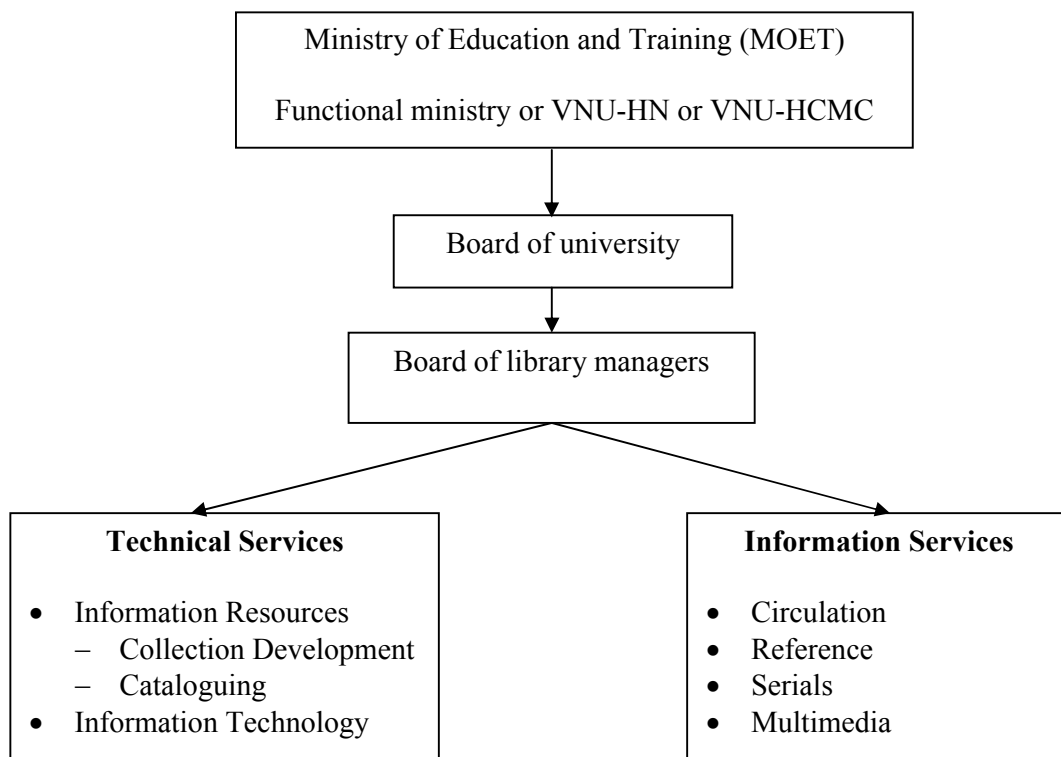 Ministry of Education and Training (MOET)
Functional ministry or VNU-HN or VNU-HCMC
Board of university
Board of library managers
Technical Services
• Information Resources
– Collection Development
– Cataloguing
• Information Technology
Information Services
• Circulation
• Reference
• Serials
• Multimedia